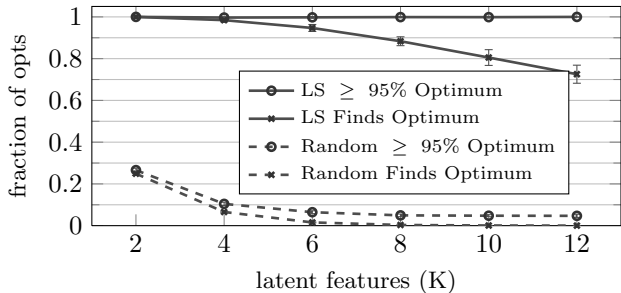 1
0.8
0.6
0.4
0.2
0
fraction of opts
LS ≥ 95% Optimum
LS Finds Optimum
Random ≥ 95% Optimum
Random Finds Optimum
2 4 6 8 10 12
latent features (K)